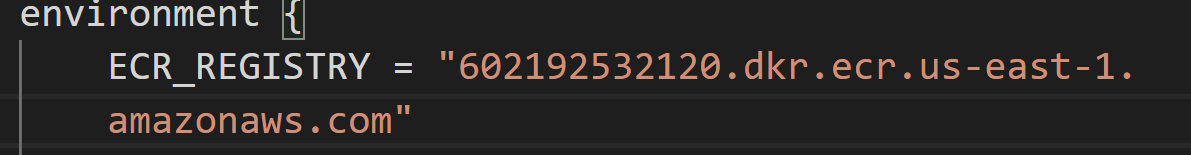 environment {
ECR_REGISTRY = "602192532120.dkr.ecr.us-east-1.
amazonaws.com"